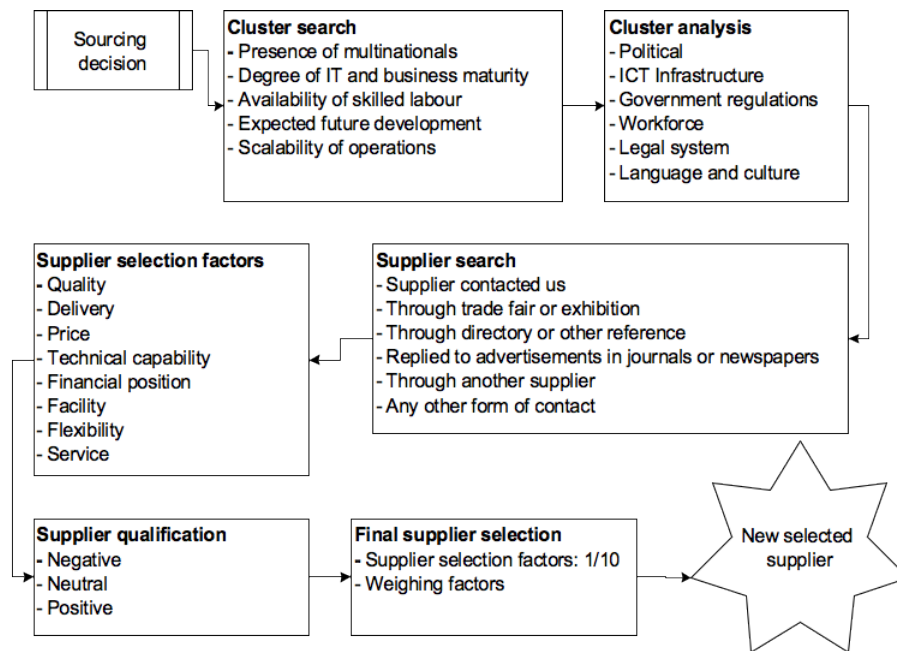 Sourcing
decision
Cluster search
- Presence of multinationals
- Degree of IT and business maturity
- Availability of skilled labour
- Expected future development
- Scalability of operations
Cluster analysis
- Political
- ICT Infrastructure
- Government regulations
- Workforce
- Legal system
- Language and culture
Supplier search
- Supplier contacted us
- Through trade fair or exhibition
- Through directory or other reference
- Replied to advertisements in journals or newspapers
- Through another supplier
- Any other form of contact
Supplier selection factors
- Quality
- Delivery
- Price
- Technical capability
- Financial position
- Facility
- Flexibility
- Service
Supplier qualification
- Negative
- Neutral
- Positive
Final supplier selection
- Supplier selection factors: 1/10
- Weighing factors
New selected
supplier